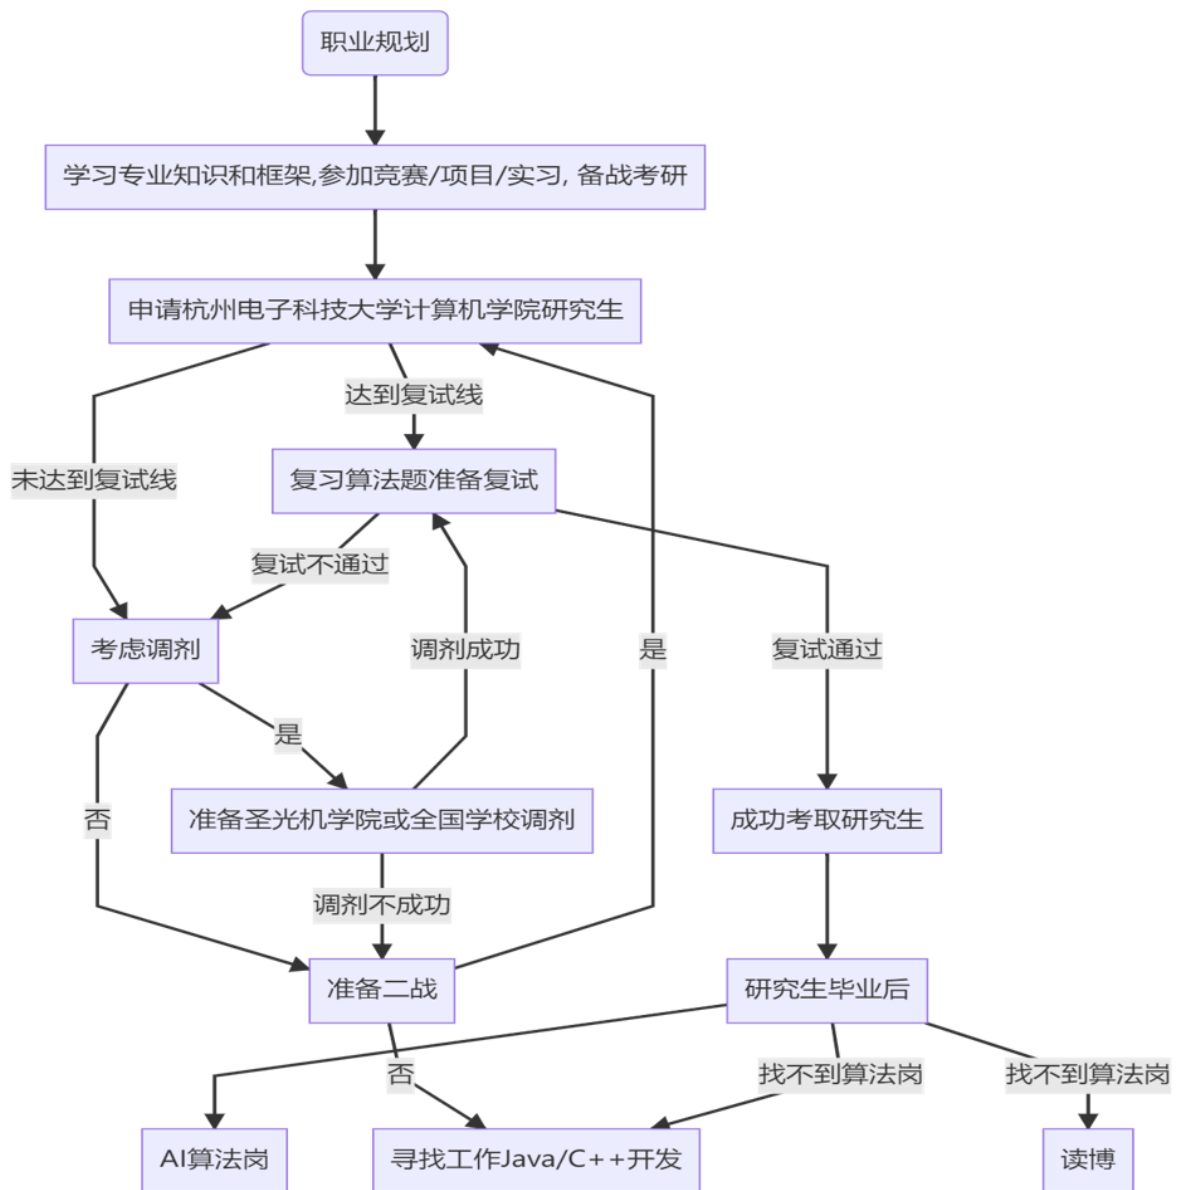 职业规划
学习专业知识和框架,参加竞赛/项目/实习, 备战考研
申请杭州电子科技大学计算机学院研究生
达到复试线
未达到复试线
复习算法题准备复试
复试不通过
考虑调剂
调剂成功
是
复试通过
是
否
准备圣光机学院或全国学校调剂
成功考取研究生
调剂不成功
准备二战
研究生毕业后
否
找不到算法岗
找不到算法岗
AI算法岗
寻找工作Java/C++开发
读博